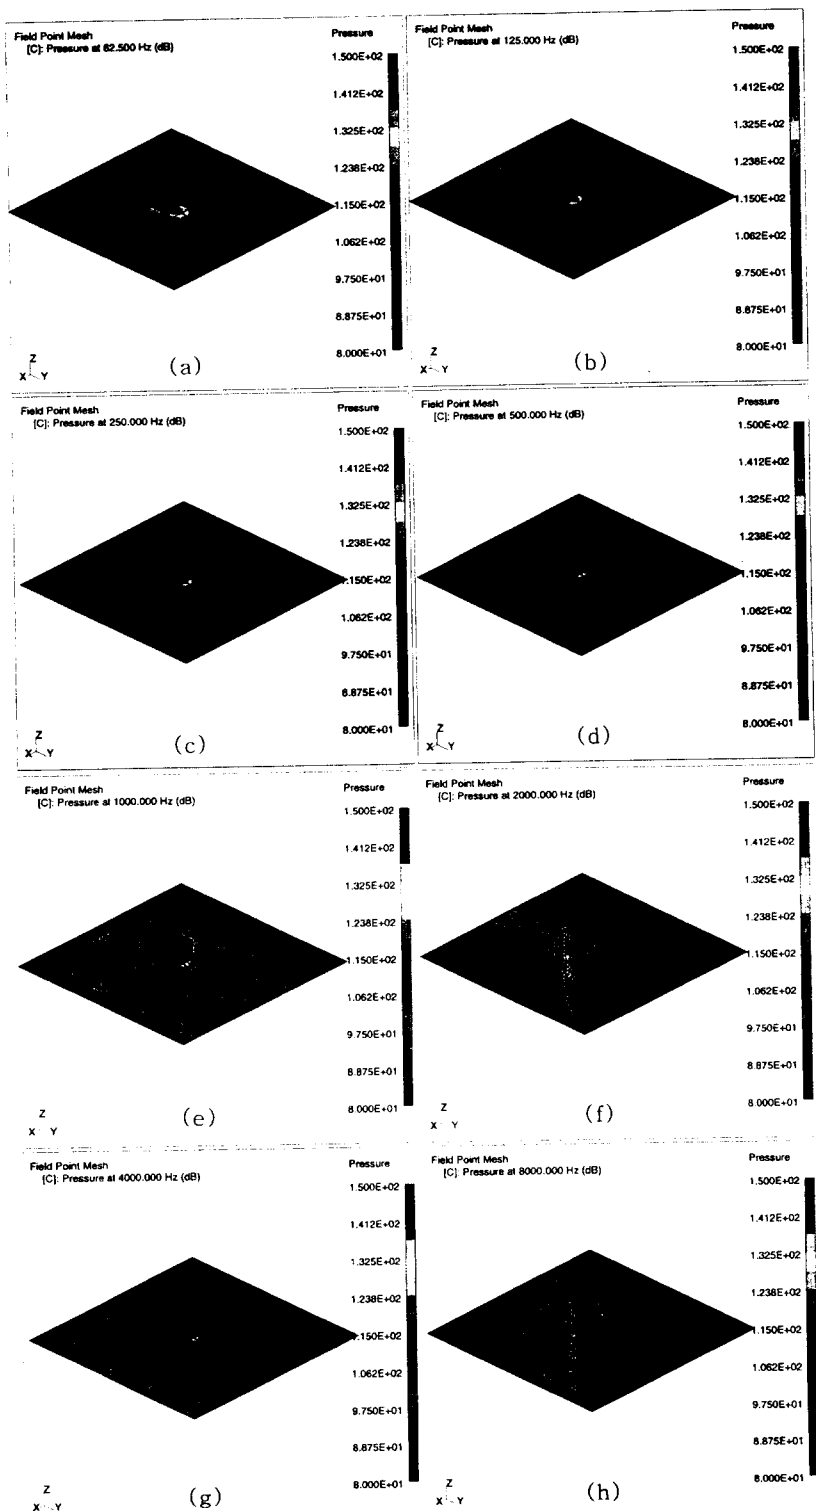 Field Point Mesh
[C]: Pressure at 62.500 Hz (dB)
Pressure
1.500E+02
1.412E+02
1.325E+02
1.238E+02
1.150E+02
1.062E+02
9.750E+01
8.875E+01
8.000E+01
Z
X Y
(a)
Field Point Mesh
[C]: Pressure at 125.000 Hz (dB)
Pressure
1.500E+02
1.412E+02
1.325E+02
1.238E+02
1.150E+02
1.062E+02
9.750E+01
8.875E+01
8.000E+01
Z
X Y
(b)
Field Point Mesh
[C]: Pressure at 250.000 Hz (dB)
Pressure
1.500E+02
1.412E+02
1.325E+02
1.238E+02
1.150E+02
1.062E+02
9.750E+01
8.875E+01
8.000E+01
Z
X Y
(c)
Field Point Mesh
[C]: Pressure at 500.000 Hz (dB)
Pressure
1.500E+02
1.412E+02
1.325E+02
1.238E+02
1.150E+02
1.062E+02
9.750E+01
8.875E+01
8.000E+01
Z
X Y
(d)
Field Point Mesh
[C]: Pressure at 1000.000 Hz (dB)
Pressure
1.500E+02
1.412E+02
1.325E+02
1.238E+02
1.150E+02
1.062E+02
9.750E+01
8.875E+01
8.000E+01
Z
X Y
(e)
Field Point Mesh
[C]: Pressure at 2000.000 Hz (dB)
Pressure
1.500E+02
1.412E+02
1.325E+02
1.238E+02
1.150E+02
1.062E+02
9.750E+01
8.875E+01
8.000E+01
Z
X Y
(f)
Field Point Mesh
[C]: Pressure at 4000.000 Hz (dB)
Pressure
1.500E+02
1.412E+02
1.325E+02
1.238E+02
1.150E+02
1.062E+02
9.750E+01
8.875E+01
8.000E+01
Z
X Y
(g)
Field Point Mesh
[C]: Pressure at 8000.000 Hz (dB)
Pressure
1.500E+02
1.412E+02
1.325E+02
1.238E+02
1.150E+02
1.062E+02
9.750E+01
8.875E+01
8.000E+01
Z
X Y
(h)